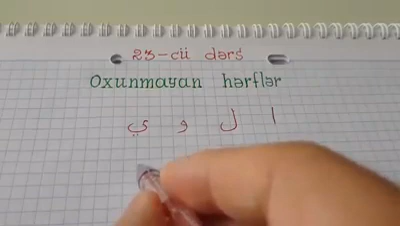 23-cü dərs
Oxunmayan hərflər
ا ل و ي